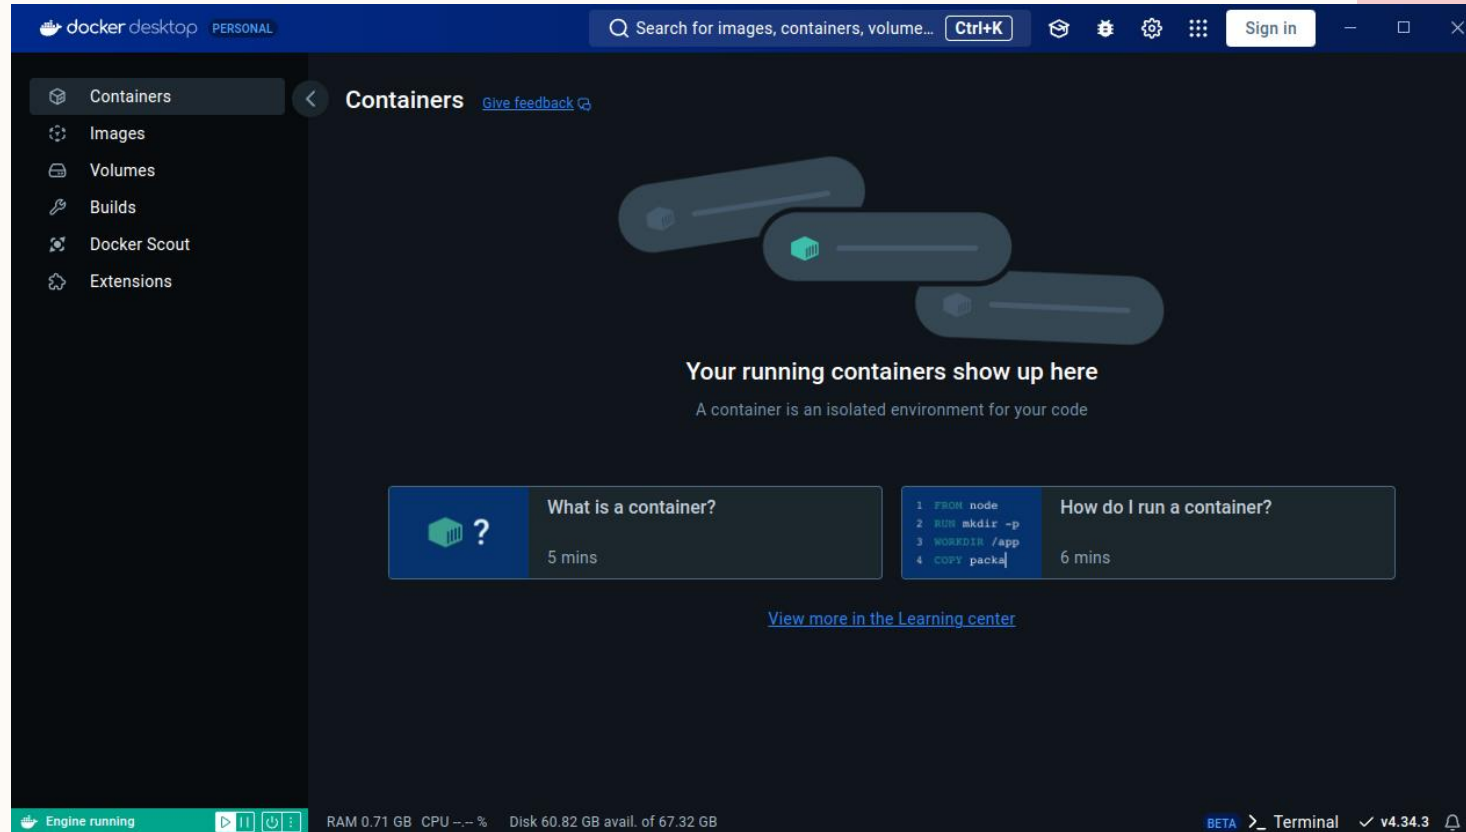 docker desktop PERSONAL
Search for images, containers, volume... Ctrl+K
Sign in
Containers
Images
Volumes
Builds
Docker Scout
Extensions
Containers Give feedback
Your running containers show up here
A container is an isolated environment for your code
?
What is a container?
5 mins
1 FROM node
2 RUN mkdir -p
3 WORKDIR /app
4 COPY packa
How do I run a container?
6 mins
View more in the Learning center
Engine running
RAM 0.71 GB CPU --.-- % Disk 60.82 GB avail. of 67.32 GB
BETA >_ Terminal v4.34.3